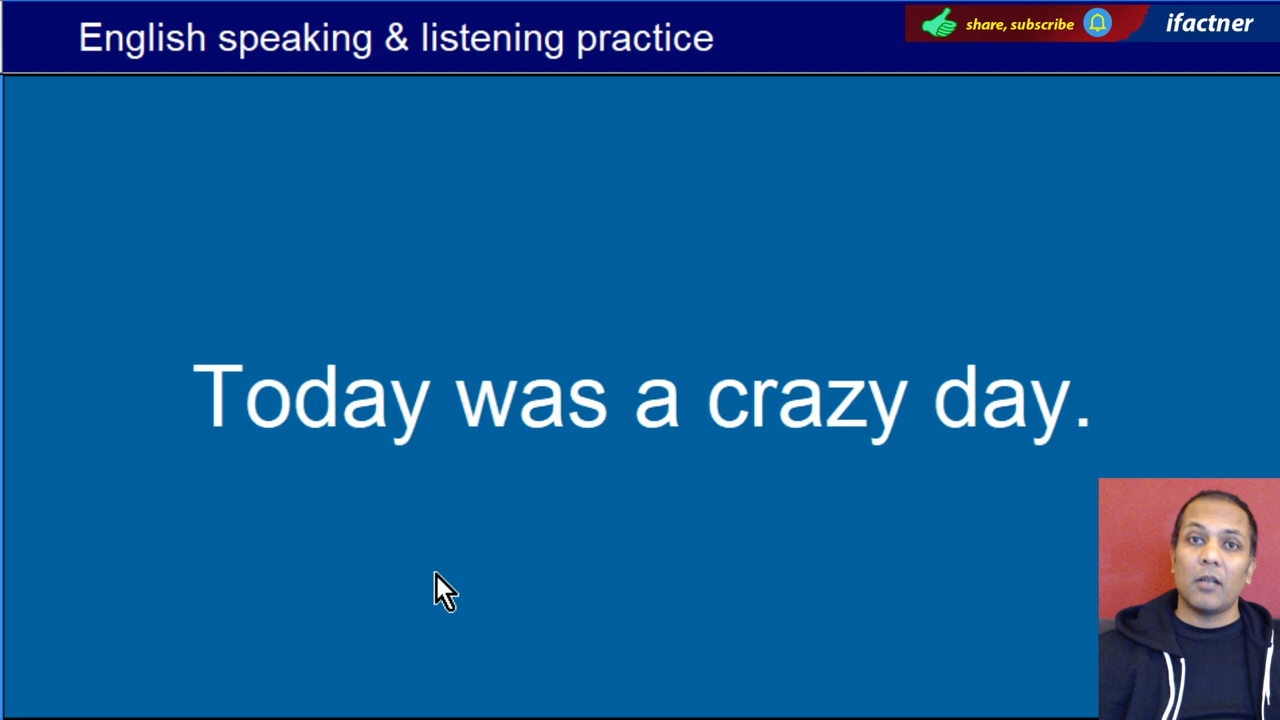 English speaking & listening practice
share, subscribe
ifactner
Today was a crazy day.